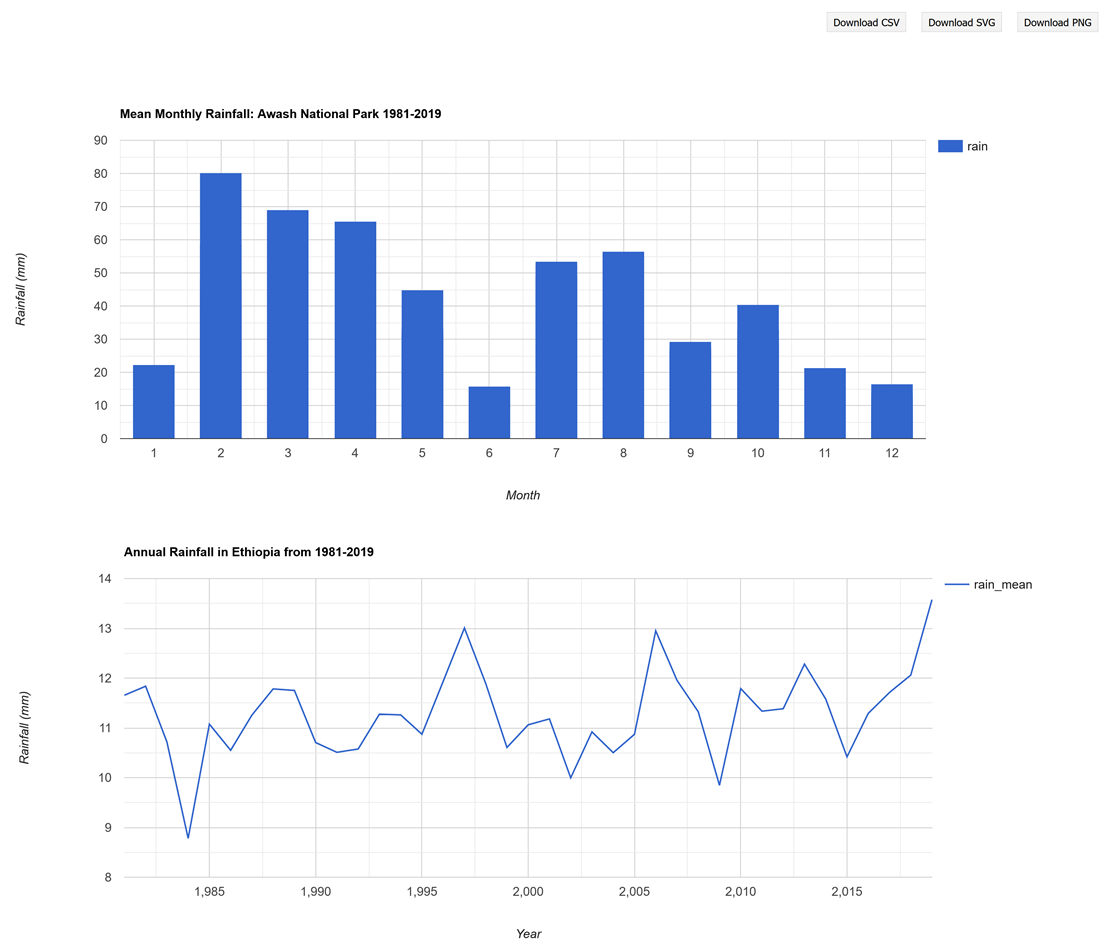 Download CSV Download SVG Download PNG
Mean Monthly Rainfall: Awash National Park 1981-2019
90
80
70
60
50
40
30
20
10
0
Rainfall (mm)
rain
1 2 3 4 5 6 7 8 9 10 11 12
Month
Annual Rainfall in Ethiopia from 1981-2019
14
13
12
11
10
9
8
Rainfall (mm)
rain_mean
1,985 1,990 1,995 2,000 2,005 2,010 2,015
Year